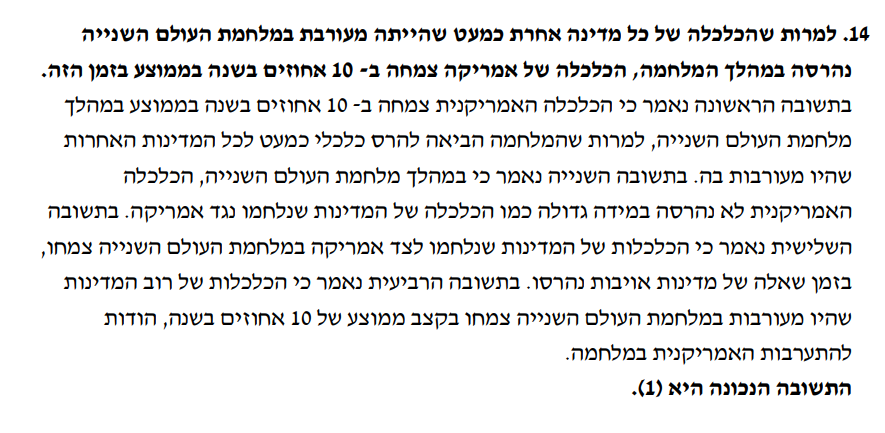 14. למרות שהכלכלה של כל מדינה אחרת כמעט שהייתה מעורבת במלחמת העולם השנייה
נהרסה במהלך המלחמה, הכלכלה של אמריקה צמחה ב- 10 אחוזים בשנה בממוצע בזמן הזה.
בתשובה הראשונה נאמר כי הכלכלה האמריקנית צמחה ב- 10 אחוזים בשנה בממוצע במהלך
מלחמת העולם השנייה, למרות שהמלחמה הביאה להרס כלכלי כמעט לכל המדינות האחרות
שהיו מעורבות בה. בתשובה השנייה נאמר כי במהלך מלחמת העולם השנייה, הכלכלה
האמריקנית לא נהרסה במידה גדולה כמו הכלכלה של המדינות שנלחמו נגד אמריקה. בתשובה
השלישית נאמר כי הכלכלות של המדינות שנלחמו לצד אמריקה במלחמת העולם השנייה צמחו,
בזמן שאלה של מדינות אויבות נהרסו. בתשובה הרביעית נאמר כי הכלכלות של רוב המדינות
שהיו מעורבות במלחמת העולם השנייה צמחו בקצב ממוצע של 10 אחוזים בשנה, הודות
להתערבות האמריקנית במלחמה.
התשובה הנכונה היא (1).